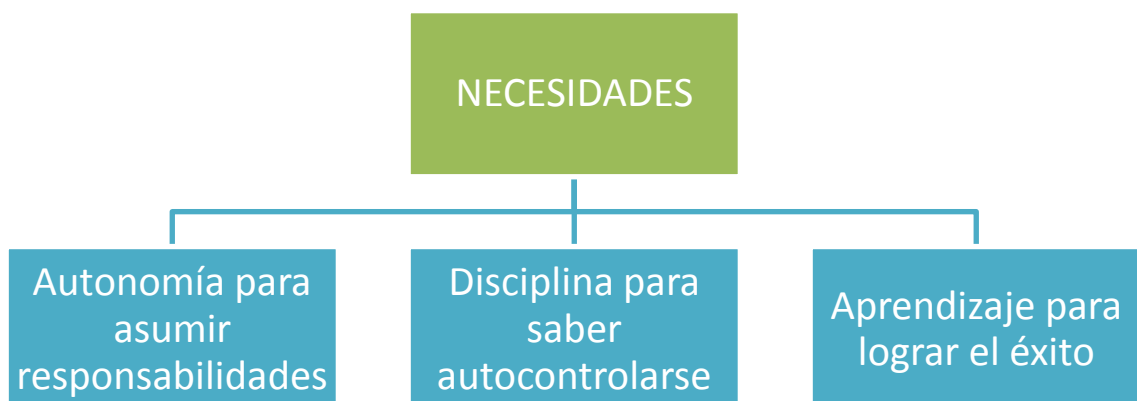 NECESIDADES
Autonomía para
asumir
responsabilidades
Disciplina para
saber
autocontrolarse
Aprendizaje para
lograr el éxito